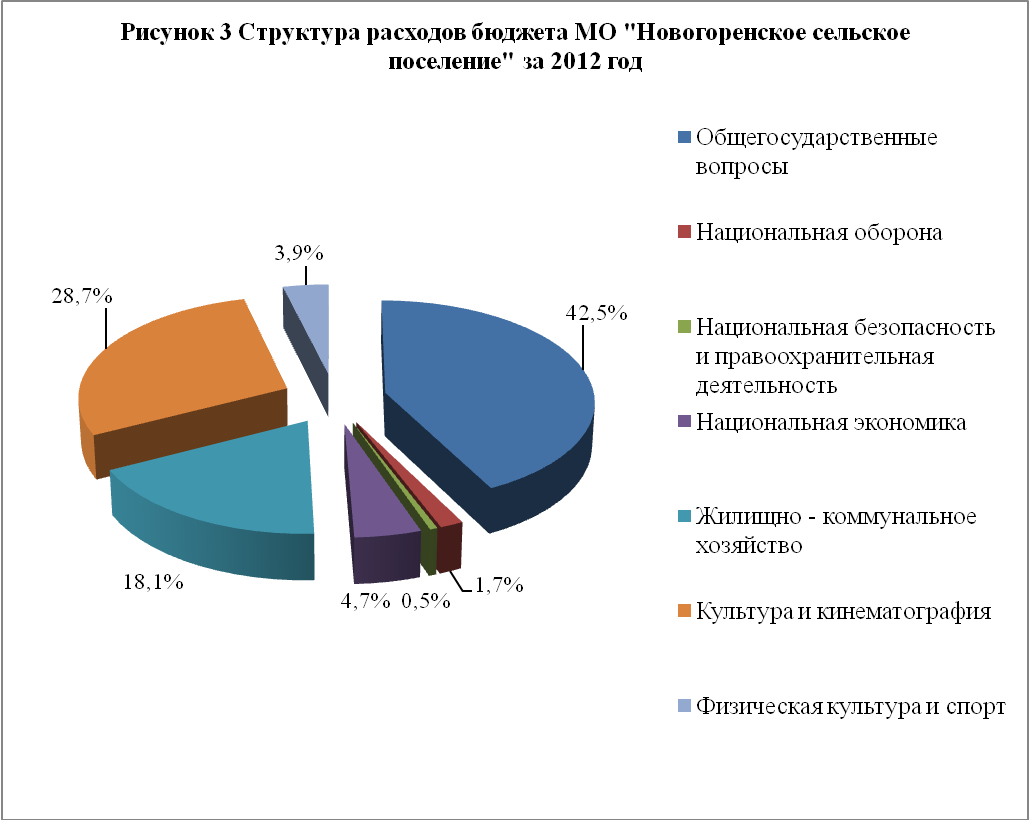 Рисунок 3 Структура расходов бюджета МО "Новогоренское сельское
поселение" за 2012 год
Общегосударственные
вопросы
Национальная оборона
Национальная безопасность
и правоохранительная
деятельность
Национальная экономика
Жилищно - коммунальное
хозяйство
Культура и кинематография
Физическая культура и спорт
3,9%
28,7%
42,5%
18,1%
4,7%
0,5%
1,7%